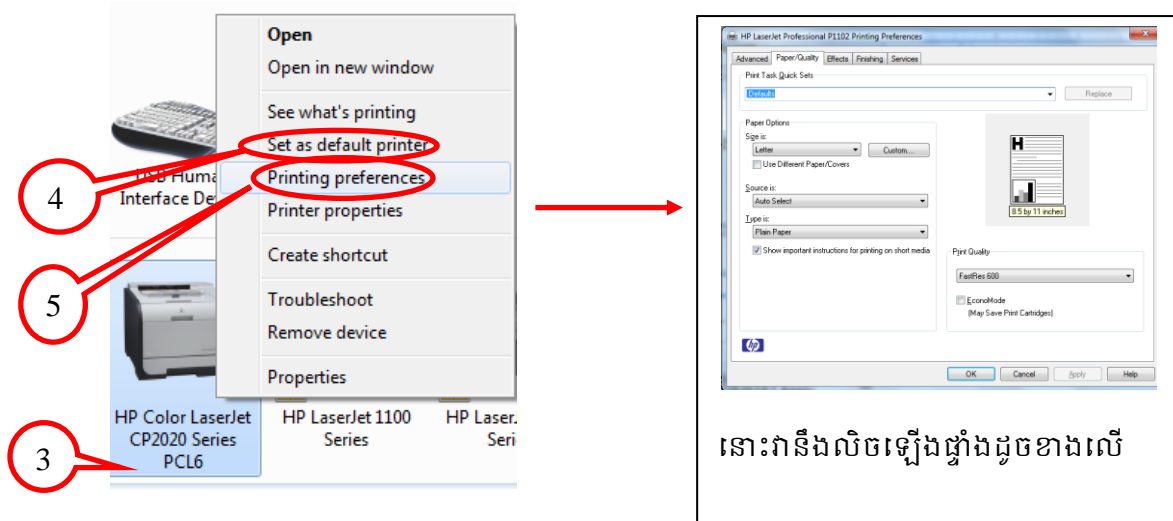 Open
Open in new window
See what's printing
Set as default printer
Printing preferences
Printer properties
Create shortcut
Troubleshoot
Remove device
Properties
4
5
3
USB Huma
Interface De
HP Color LaserJet
CP2020 Series
PCL6
HP LaserJet 1100
Series
HP LaserJ
Seri
HP LaserJet Professional P1102 Printing Preferences
Advanced Paper/Quality Effects Finishing Services
Print Task Quick Sets
Defaults Replace
Paper Options
Size is:
Letter Custom...
Use Different Paper/Covers
Source is:
Auto Select
Type is:
Plain Paper
Show important instructions for printing on short media
H
8.5 by 11 inches
Print Quality
FastRes 600
EconoMode
(May Save Print Cartridges)
hp
OK Cancel Apply Help
នោះវានឹងលិចឡើងផ្ទាំងដូចខាងលើ